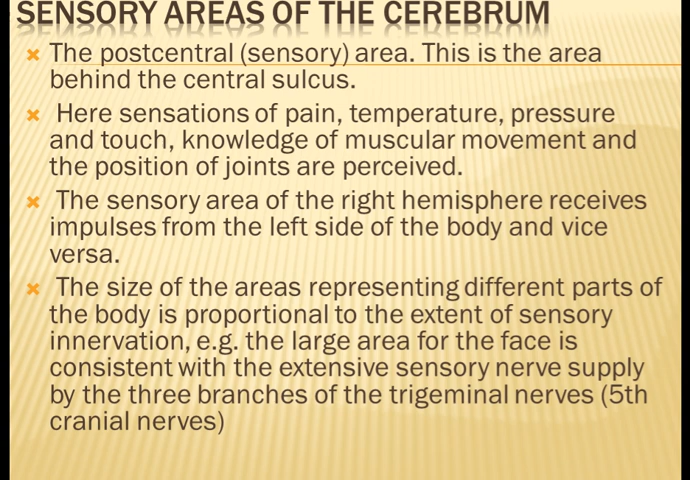 SENSORY AREAS OF THE CEREBRUM
The postcentral (sensory) area. This is the area
behind the central sulcus.
Here sensations of pain, temperature, pressure
and touch, knowledge of muscular movement and
the position of joints are perceived.
The sensory area of the right hemisphere receives
impulses from the left side of the body and vice
versa.
The size of the areas representing different parts of
the body is proportional to the extent of sensory
innervation, e.g. the large area for the face is
consistent with the extensive sensory nerve supply
by the three branches of the trigeminal nerves (5th
cranial nerves)